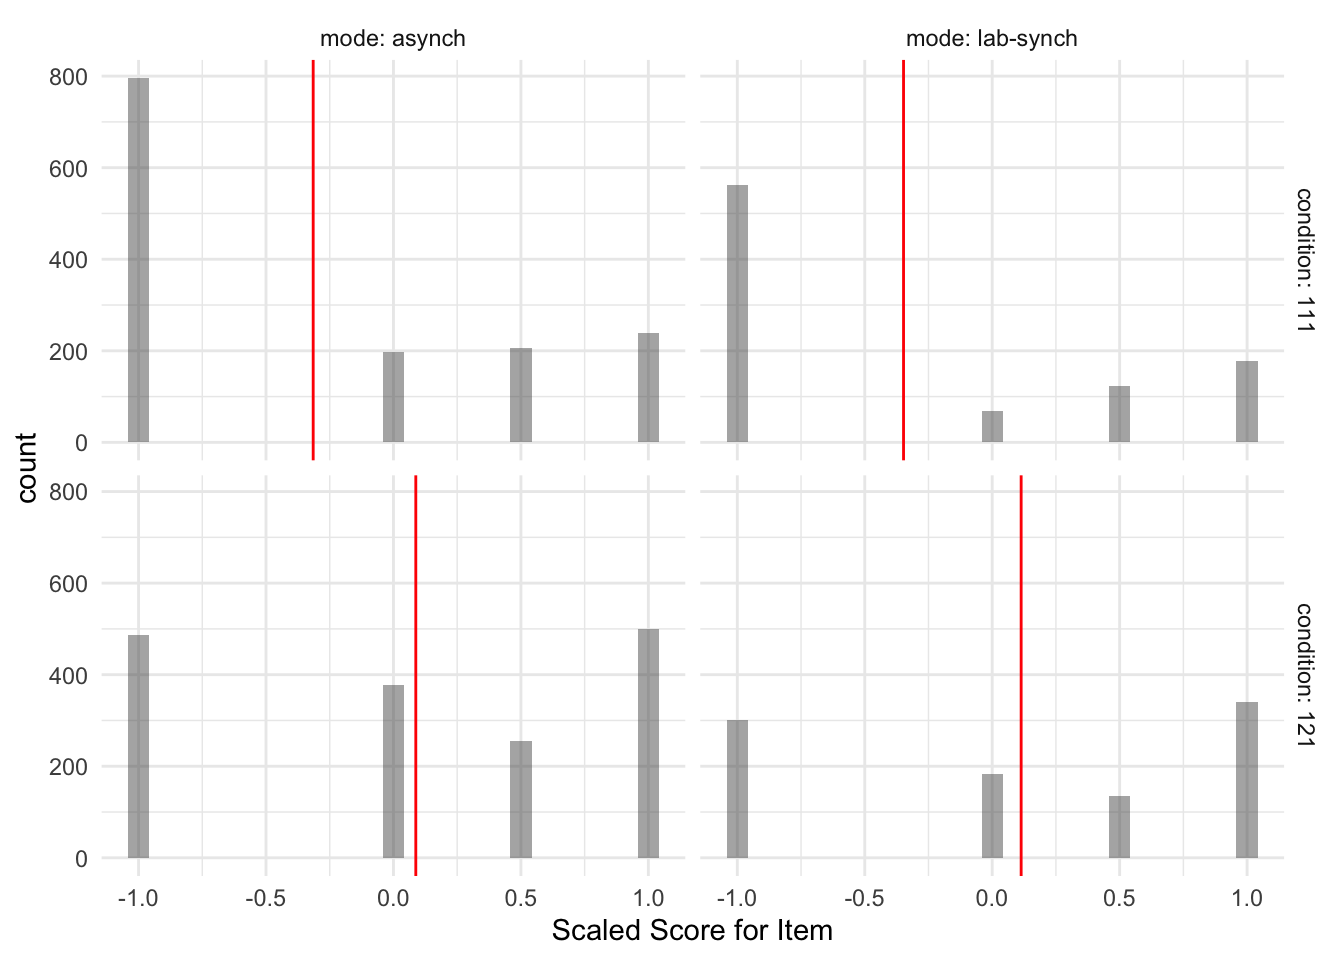 mode: asynch
mode: lab-synch
800
600
400
200
0
condition: 111
count
800
600
400
200
0
condition: 121
-1.0 -0.5 0.0 0.5 1.0
-1.0 -0.5 0.0 0.5 1.0
Scaled Score for Item